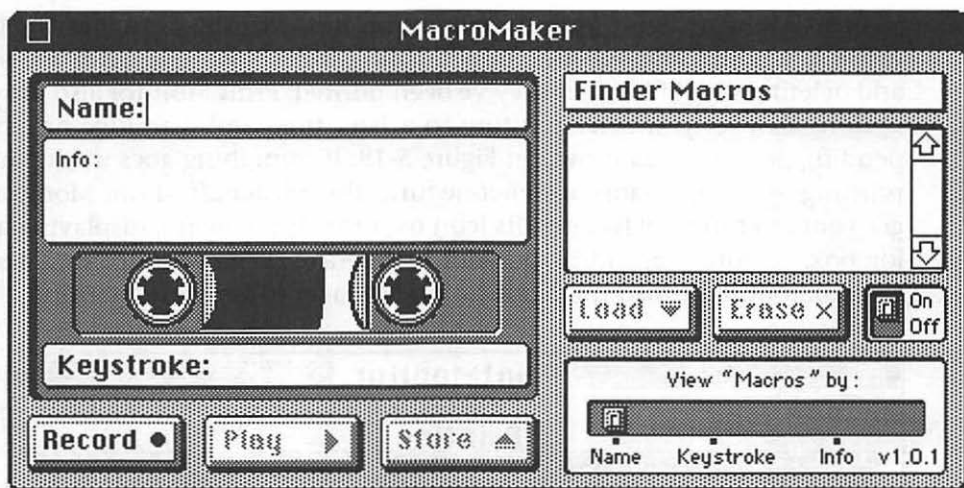 MacroMaker
Name:
Info:
Keystroke:
Record
Play
Store
Finder Macros
Load
Erase
On
Off
View "Macros" by:
Name Keystroke Info v1.0.1